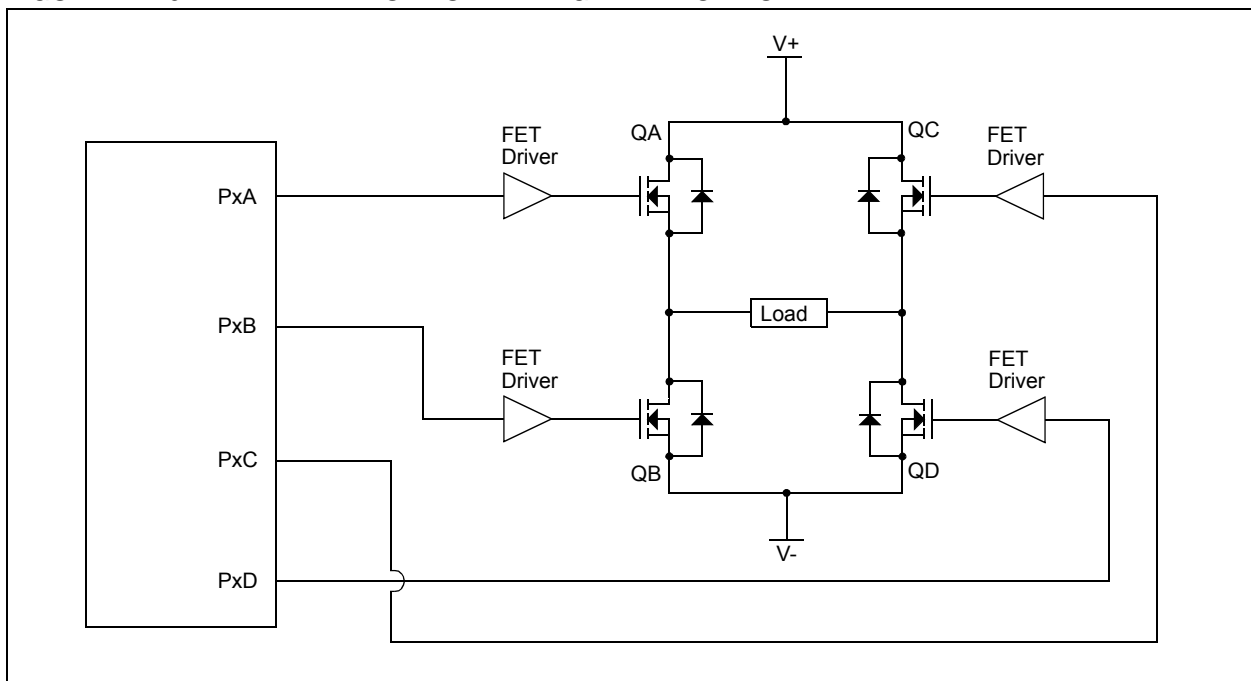 V+
FET
Driver
QA
QC
FET
Driver
PxA
PxB
Load
FET
Driver
FET
Driver
PxC
QB
QD
V-
PxD